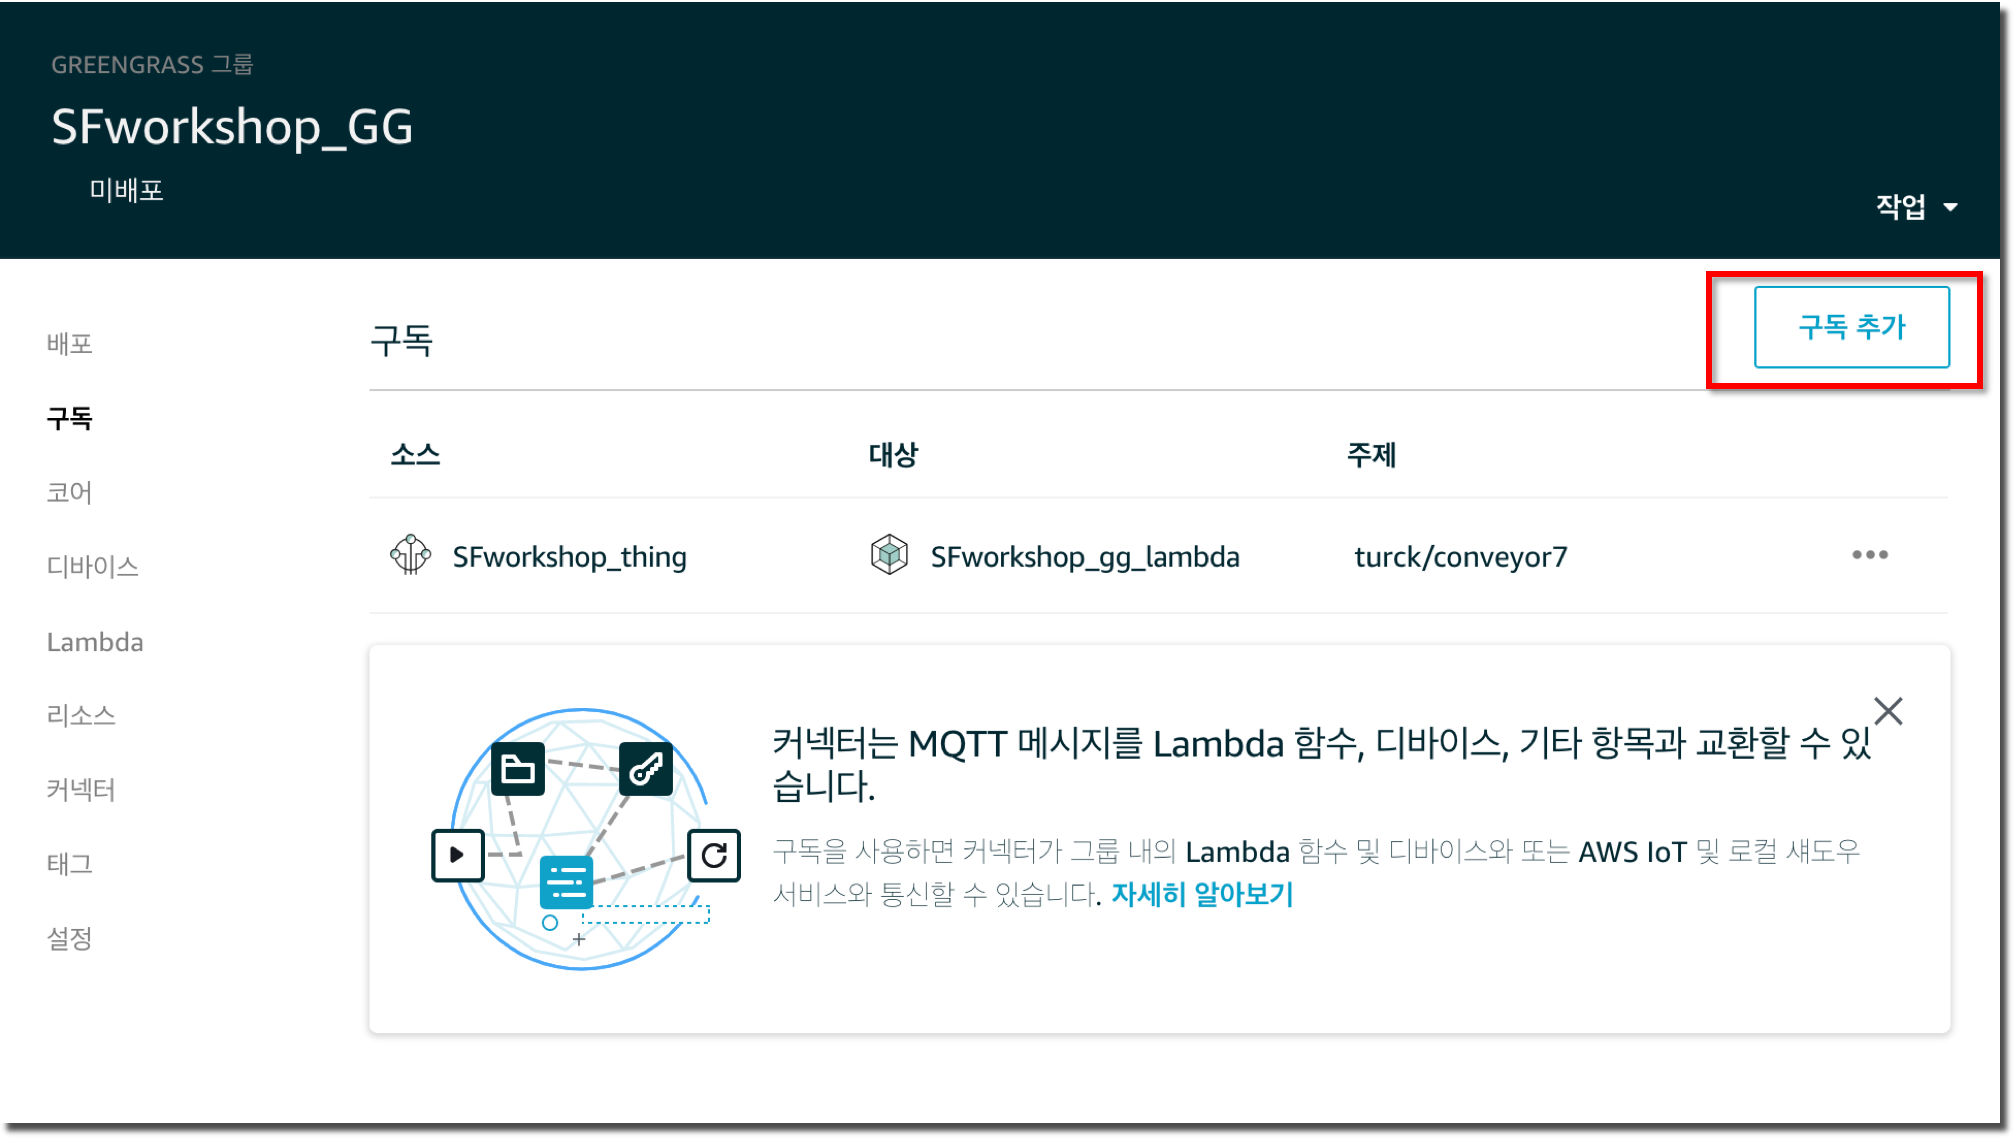 GREENGRASS 그룹
SFworkshop_GG
미배포
작업
배포
구독
코어
디바이스
Lambda
리소스
커넥터
태그
설정
구독
구독 추가
소스 대상 주제
SFworkshop_thing SFworkshop_gg_lambda turck/conveyor7
커넥터는 MQTT 메시지를 Lambda 함수, 디바이스, 기타 항목과 교환할 수 있
습니다.
구독을 사용하면 커넥터가 그룹 내의 Lambda 함수 및 디바이스와 또는 AWS IoT 및 로컬 섀도우
서비스와 통신할 수 있습니다. 자세히 알아보기